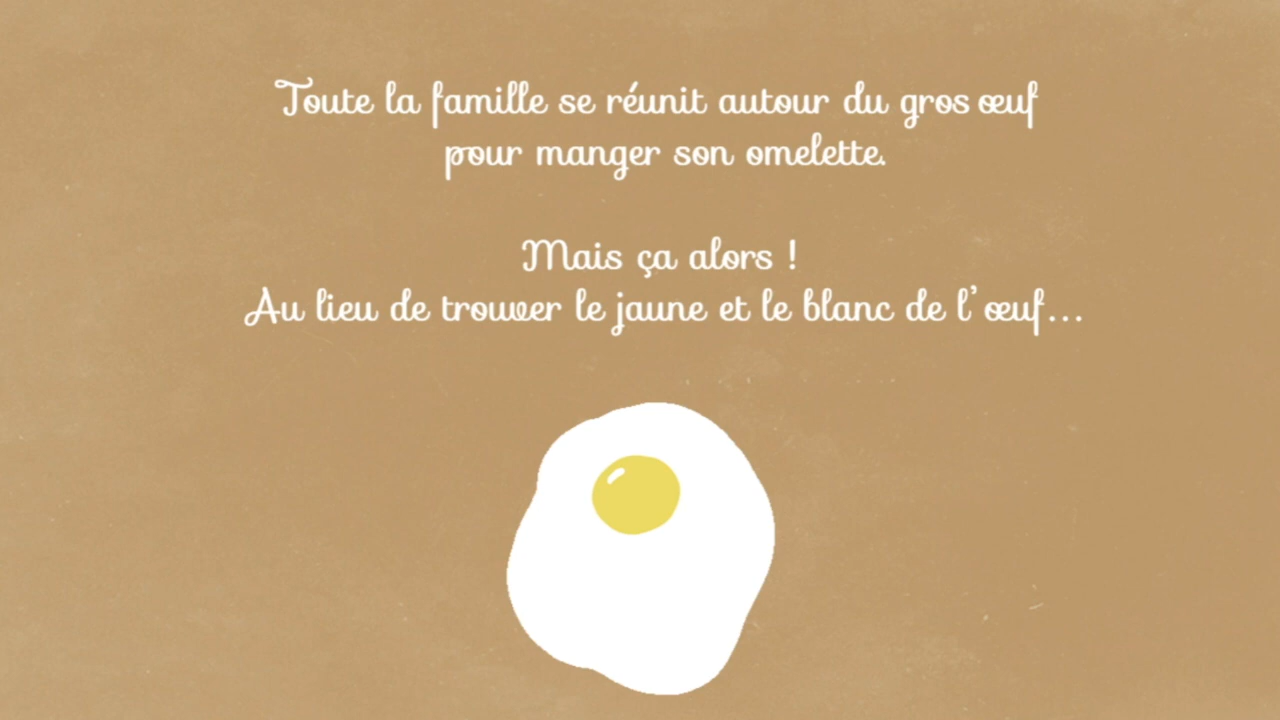 Toute la famille se réunit autour du gros œuf
pour manger son omelette.
Mais ça alors !
Au lieu de trouver le jaune et le blanc de l'œuf...